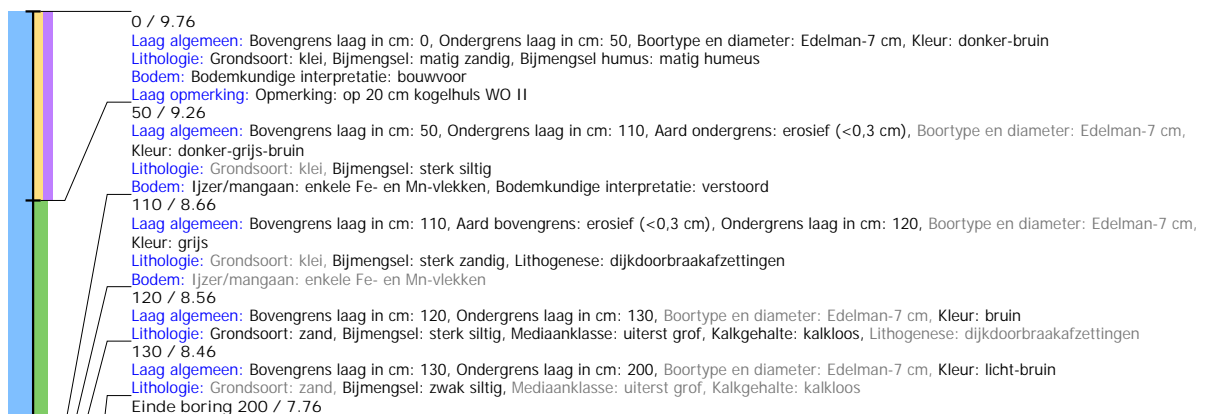 0 / 9.76
Laag algemeen: Bovengrens laag in cm: 0, Ondergrens laag in cm: 50, Boortype en diameter: Edelman-7 cm, Kleur: donker-bruin
Lithologie: Grondsoort: klei, Bijmengsel: matig zandig, Bijmengsel humus: matig humeus
Bodem: Bodemkundige interpretatie: bouwvoor
Laag opmerking: Opmerking: op 20 cm kogelhuls WO II
50 / 9.26
Laag algemeen: Bovengrens laag in cm: 50, Ondergrens laag in cm: 110, Aard ondergrens: erosief (<0,3 cm), Boortype en diameter: Edelman-7 cm,
Kleur: donker-grijs-bruin
Lithologie: Grondsoort: klei, Bijmengsel: sterk siltig
Bodem: Ijzer/mangaan: enkele Fe- en Mn-vlekken, Bodemkundige interpretatie: verstoord
110 / 8.66
Laag algemeen: Bovengrens laag in cm: 110, Aard bovengrens: erosief (<0,3 cm), Ondergrens laag in cm: 120, Boortype en diameter: Edelman-7 cm,
Kleur: grijs
Lithologie: Grondsoort: klei, Bijmengsel: sterk zandig, Lithogenese: dijkdoorbraakafzettingen
Bodem: Ijzer/mangaan: enkele Fe- en Mn-vlekken
120 / 8.56
Laag algemeen: Bovengrens laag in cm: 120, Ondergrens laag in cm: 130, Boortype en diameter: Edelman-7 cm, Kleur: bruin
Lithologie: Grondsoort: zand, Bijmengsel: sterk siltig, Mediaanklasse: uiterst grof, Kalkgehalte: kalkloos, Lithogenese: dijkdoorbraakafzettingen
130 / 8.46
Laag algemeen: Bovengrens laag in cm: 130, Ondergrens laag in cm: 200, Boortype en diameter: Edelman-7 cm, Kleur: licht-bruin
Lithologie: Grondsoort: zand, Bijmengsel: zwak siltig, Mediaanklasse: uiterst grof, Kalkgehalte: kalkloos
Einde boring 200 / 7.76